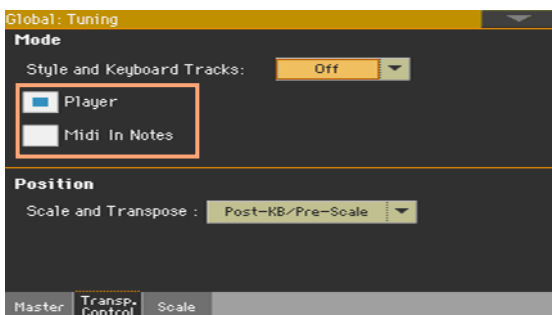 Global: Tuning
Mode
Style and Keyboard Tracks: Off
Player
Midi In Notes
Position
Scale and Transpose : Post-KB/Pre-Scale
Master Transp. Control Scale